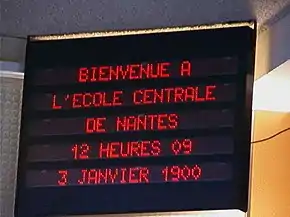 BIENVENUE A
L'ECOLE CENTRALE
DE NANTES
12 HEURES 09
3 JANVIER 1900